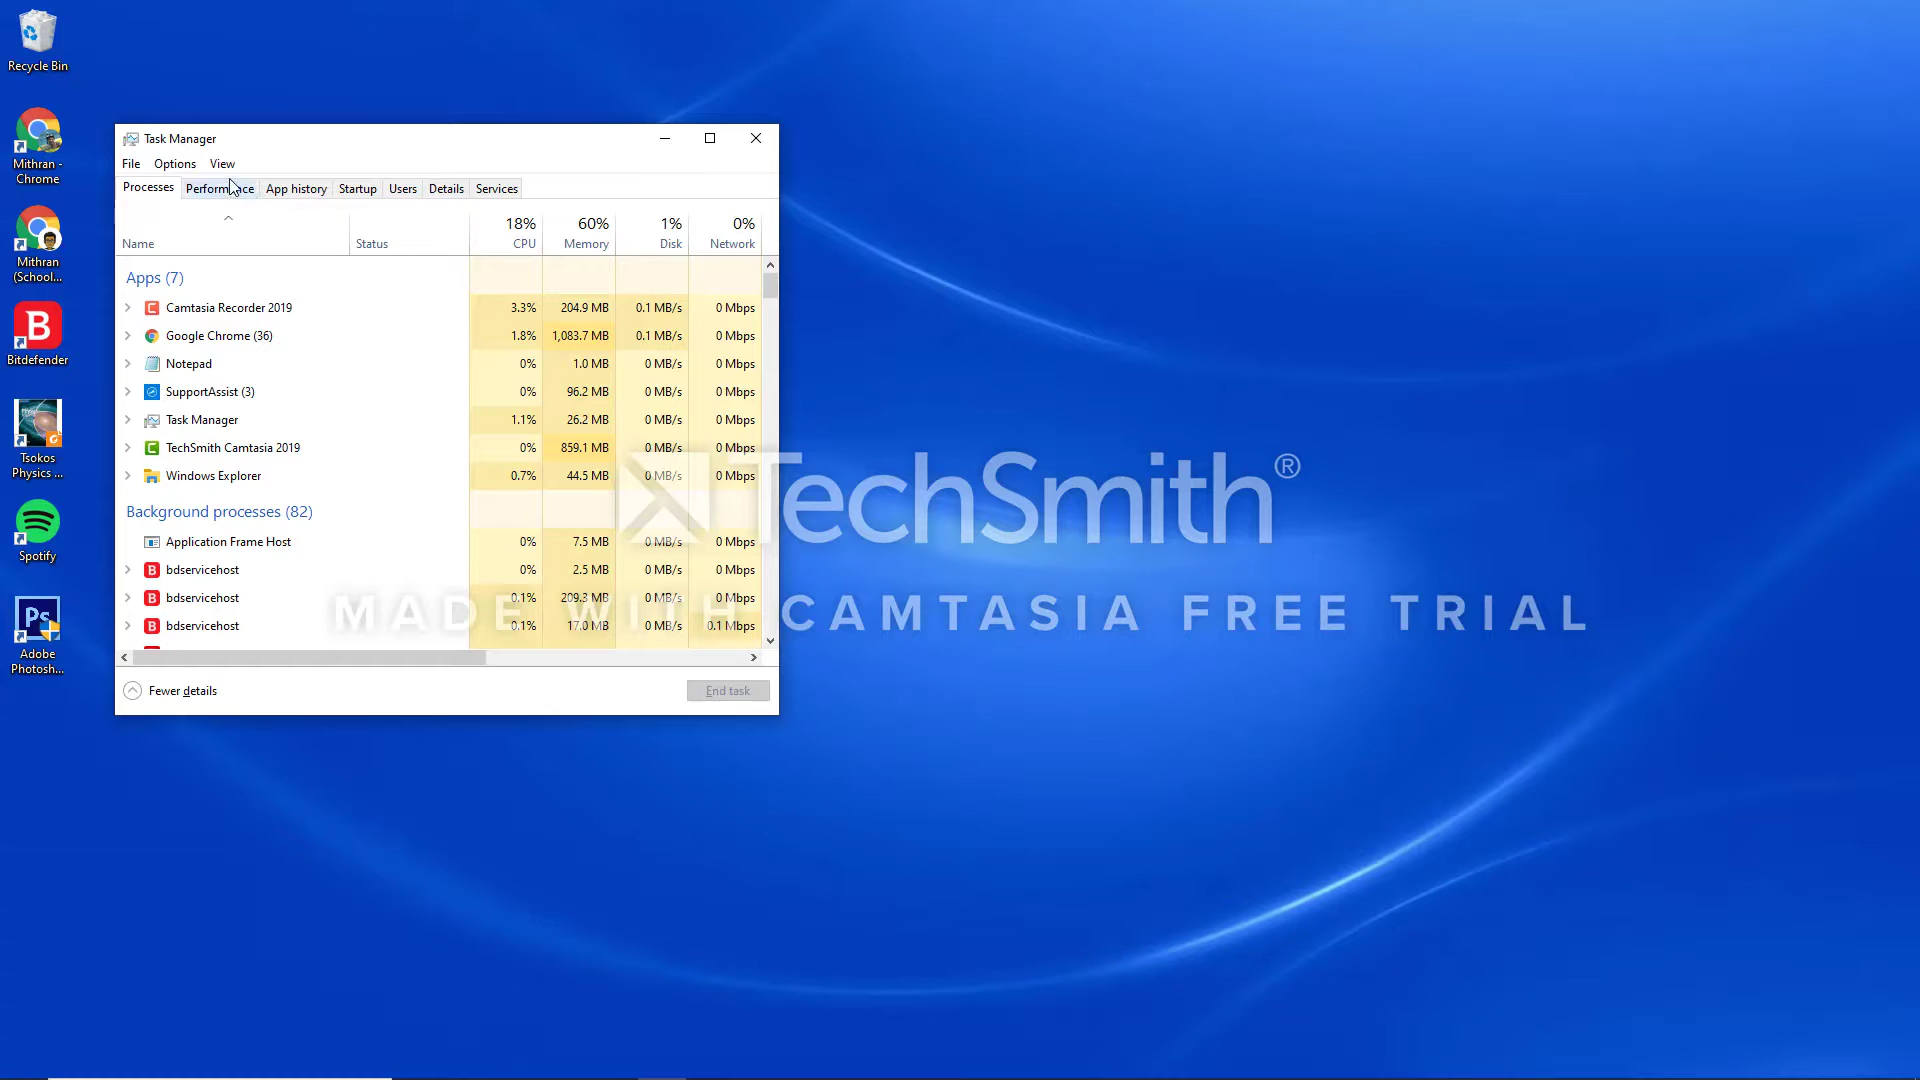 Recycle Bin
Mithran -
Chrome
Mithran
(School...
Bitdefender
Tsokos
Physics ...
Spotify
Adobe
Photosh...
Task Manager
File Options View
Processes Performance App history Startup Users Details Services
18% 60% 1% 0%
Name Status CPU Memory Disk Network
Apps (7)
Camtasia Recorder 2019 3.3% 204.9 MB 0.1 MB/s 0 Mbps
Google Chrome (36) 1.8% 1,083.7 MB 0.1 MB/s 0 Mbps
Notepad 0% 1.0 MB 0 MB/s 0 Mbps
SupportAssist (3) 0% 96.2 MB 0 MB/s 0 Mbps
Task Manager 1.1% 26.2 MB 0 MB/s 0 Mbps
TechSmith Camtasia 2019 0% 859.1 MB 0 MB/s 0 Mbps
Windows Explorer 0.7% 44.5 MB 0 MB/s 0 Mbps
Background processes (82)
Application Frame Host 0% 7.5 MB 0 MB/s 0 Mbps
bdservicehost 0% 2.5 MB 0 MB/s 0 Mbps
bdservicehost 0.1% 209.3 MB 0 MB/s 0 Mbps
bdservicehost 0.1% 17.0 MB 0 MB/s 0.1 Mbps
Fewer details End task
TechSmith®
MADE WITH CAMTASIA FREE TRIAL